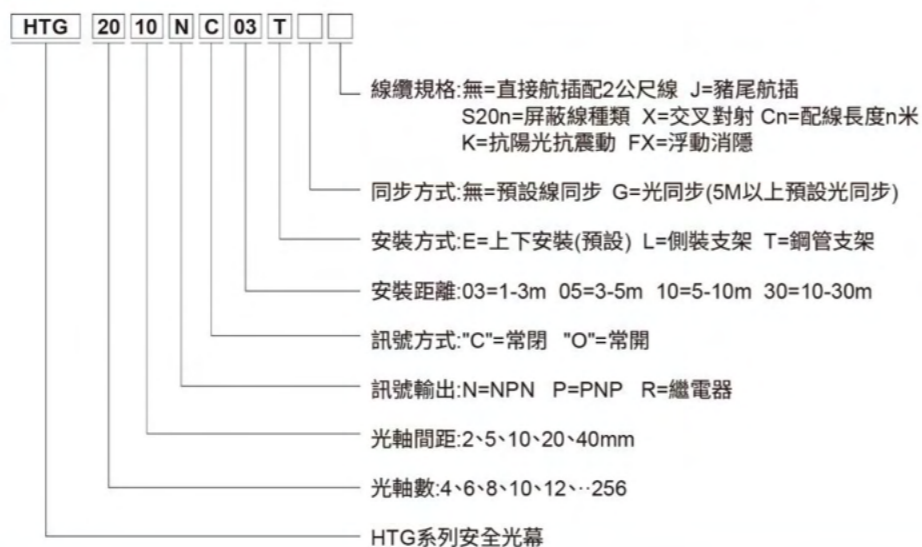 HTG 20 10 N C 03 T
線纜規格:無=直接航插配2公尺線 J=豬尾航插
S20n=屏蔽線種類 X=交叉對射 Cn=配線長度n米
K=抗陽光抗震動 FX=浮動消隱
同步方式:無=預設線同步 G=光同步(5M以上預設光同步)
安裝方式:E=上下安裝(預設) L=側裝支架 T=鋼管支架
安裝距離:03=1-3m 05=3-5m 10=5-10m 30=10-30m
訊號方式:"C"=常閉 "O"=常開
訊號輸出:N=NPN P=PNP R=繼電器
光軸間距:2、5、10、20、40mm
光軸數:4、6、8、10、12、…256
HTG系列安全光幕